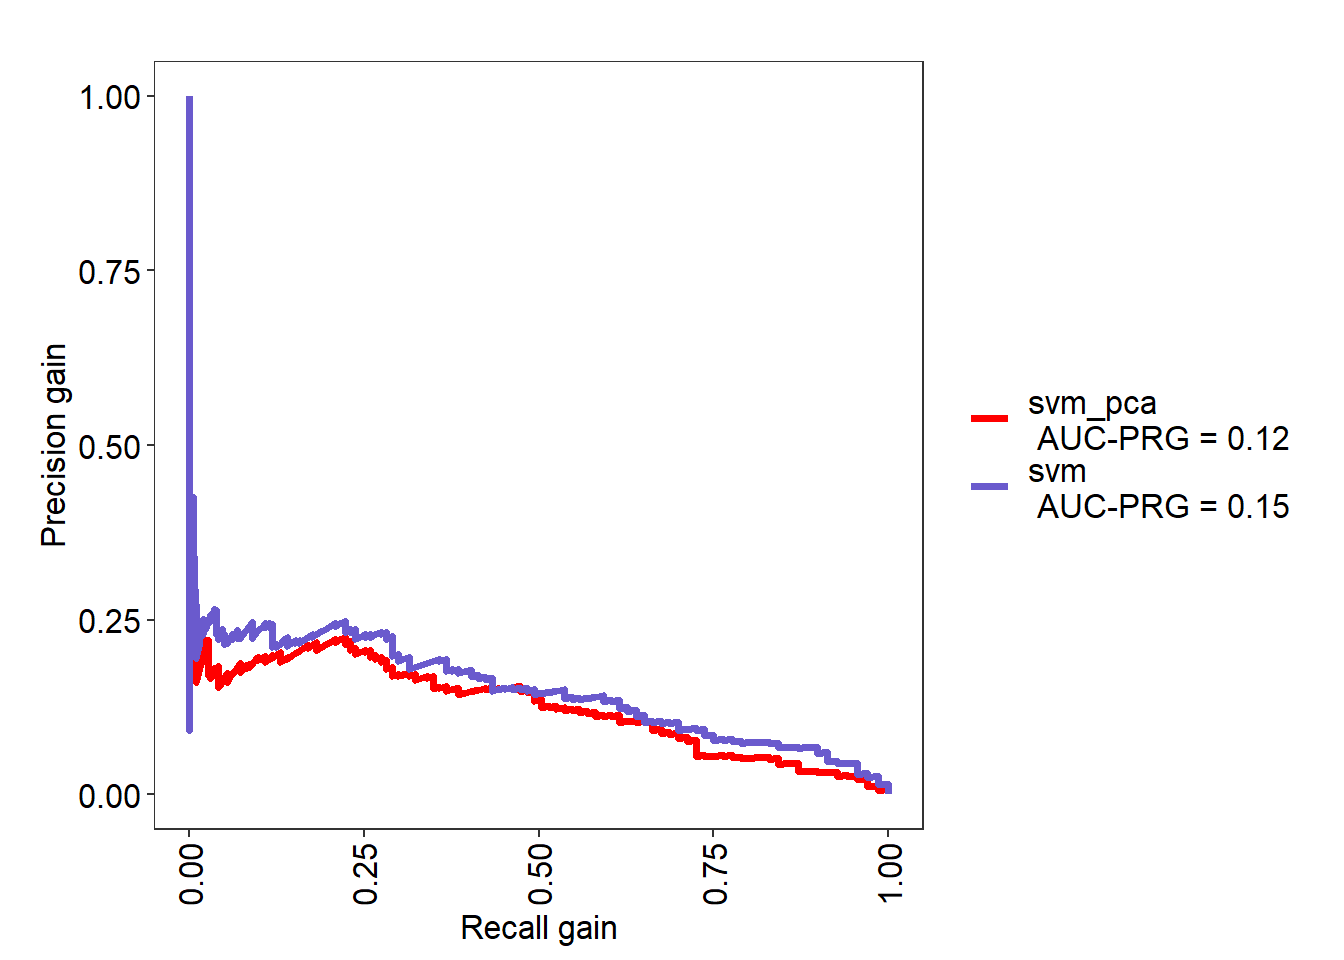 1.00
0.75
0.50
0.25
0.00
Precision gain
0.00
0.25
0.50
0.75
1.00
Recall gain
svm_pca
AUC-PRG = 0.12
svm
AUC-PRG = 0.15